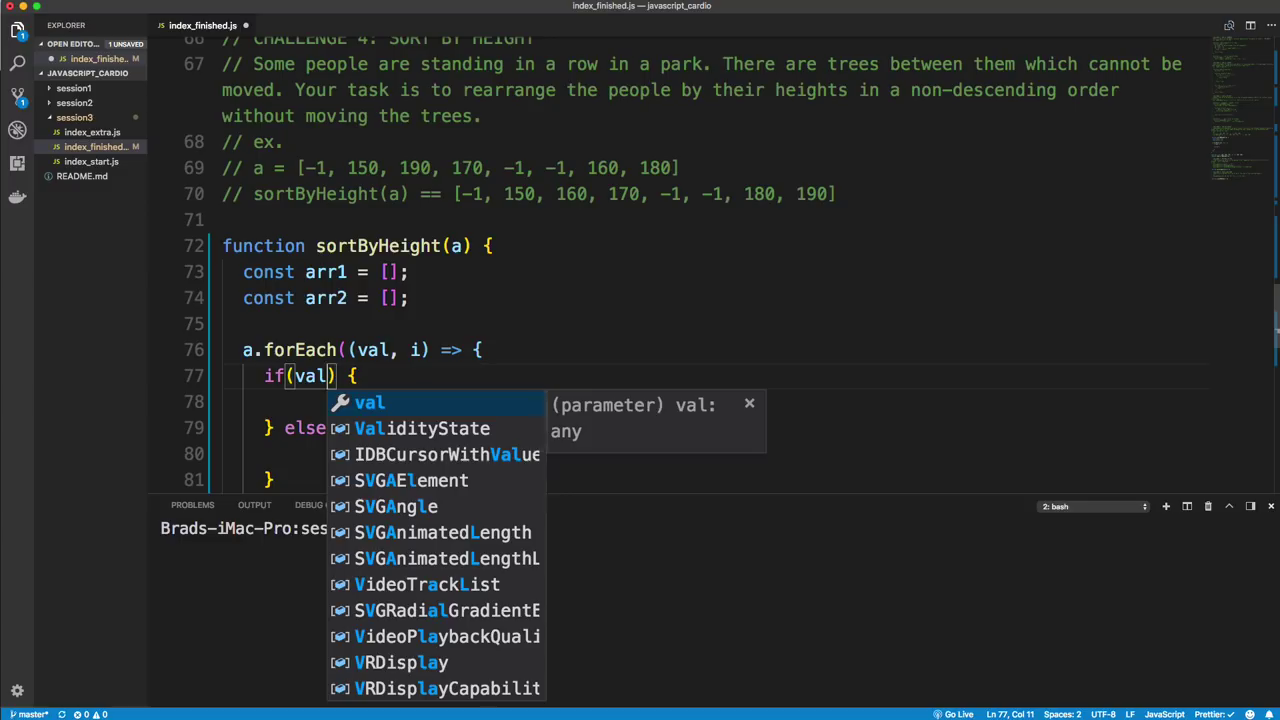 index_finished.js — javascript_cardio
EXPLORER
index_finished.js
OPEN EDITO... 1 UNSAVED
index_finishe... M
JAVASCRIPT_CARDIO
session1
session2
session3
index_extra.js
index_finished... M
index_start.js
README.md
66 // CHALLENGE 4: SORT BY HEIGHT
67 // Some people are standing in a row in a park. There are trees between them which cannot be
moved. Your task is to rearrange the people by their heights in a non-descending order
without moving the trees.
68 // ex.
69 // a = [-1, 150, 190, 170, -1, -1, 160, 180]
70 // sortByHeight(a) == [-1, 150, 160, 170, -1, -1, 180, 190]
71
72 function sortByHeight(a) {
73 const arr1 = [];
74 const arr2 = [];
75
76 a.forEach((val, i) => {
77 if(val) {
78
79 } else
80
81 }
val
ValidityState
IDBCursorWithValue
SVGAElement
SVGAngle
SVGAnimatedLength
SVGAnimatedLengthL
VideoTrackList
SVGRadialGradientE
VideoPlaybackQuali
VRDisplay
VRDisplayCapabilit
(parameter) val: ×
any
PROBLEMS OUTPUT DEBUG 2: bash
Brads-iMac-Pro:ses
1
1
master* 0 0 Go Live Ln 77, Col 11 Spaces: 2 UTF-8 LF JavaScript Prettier: ✓